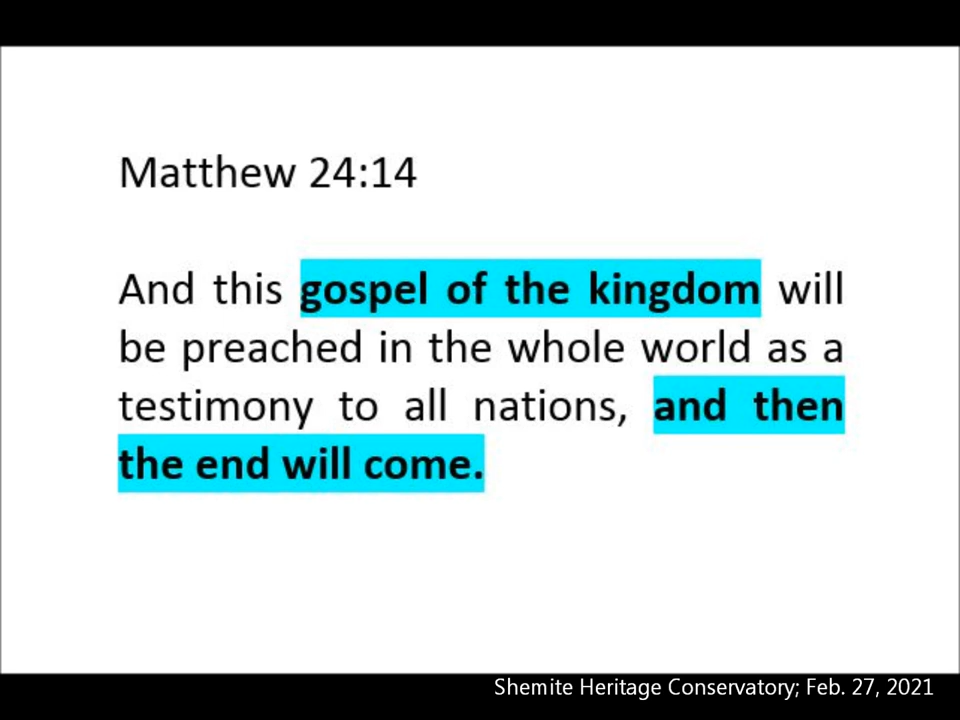 Matthew 24:14
And this gospel of the kingdom will
be preached in the whole world as a
testimony to all nations, and then
the end will come.
Shemite Heritage Conservatory; Feb. 27, 2021